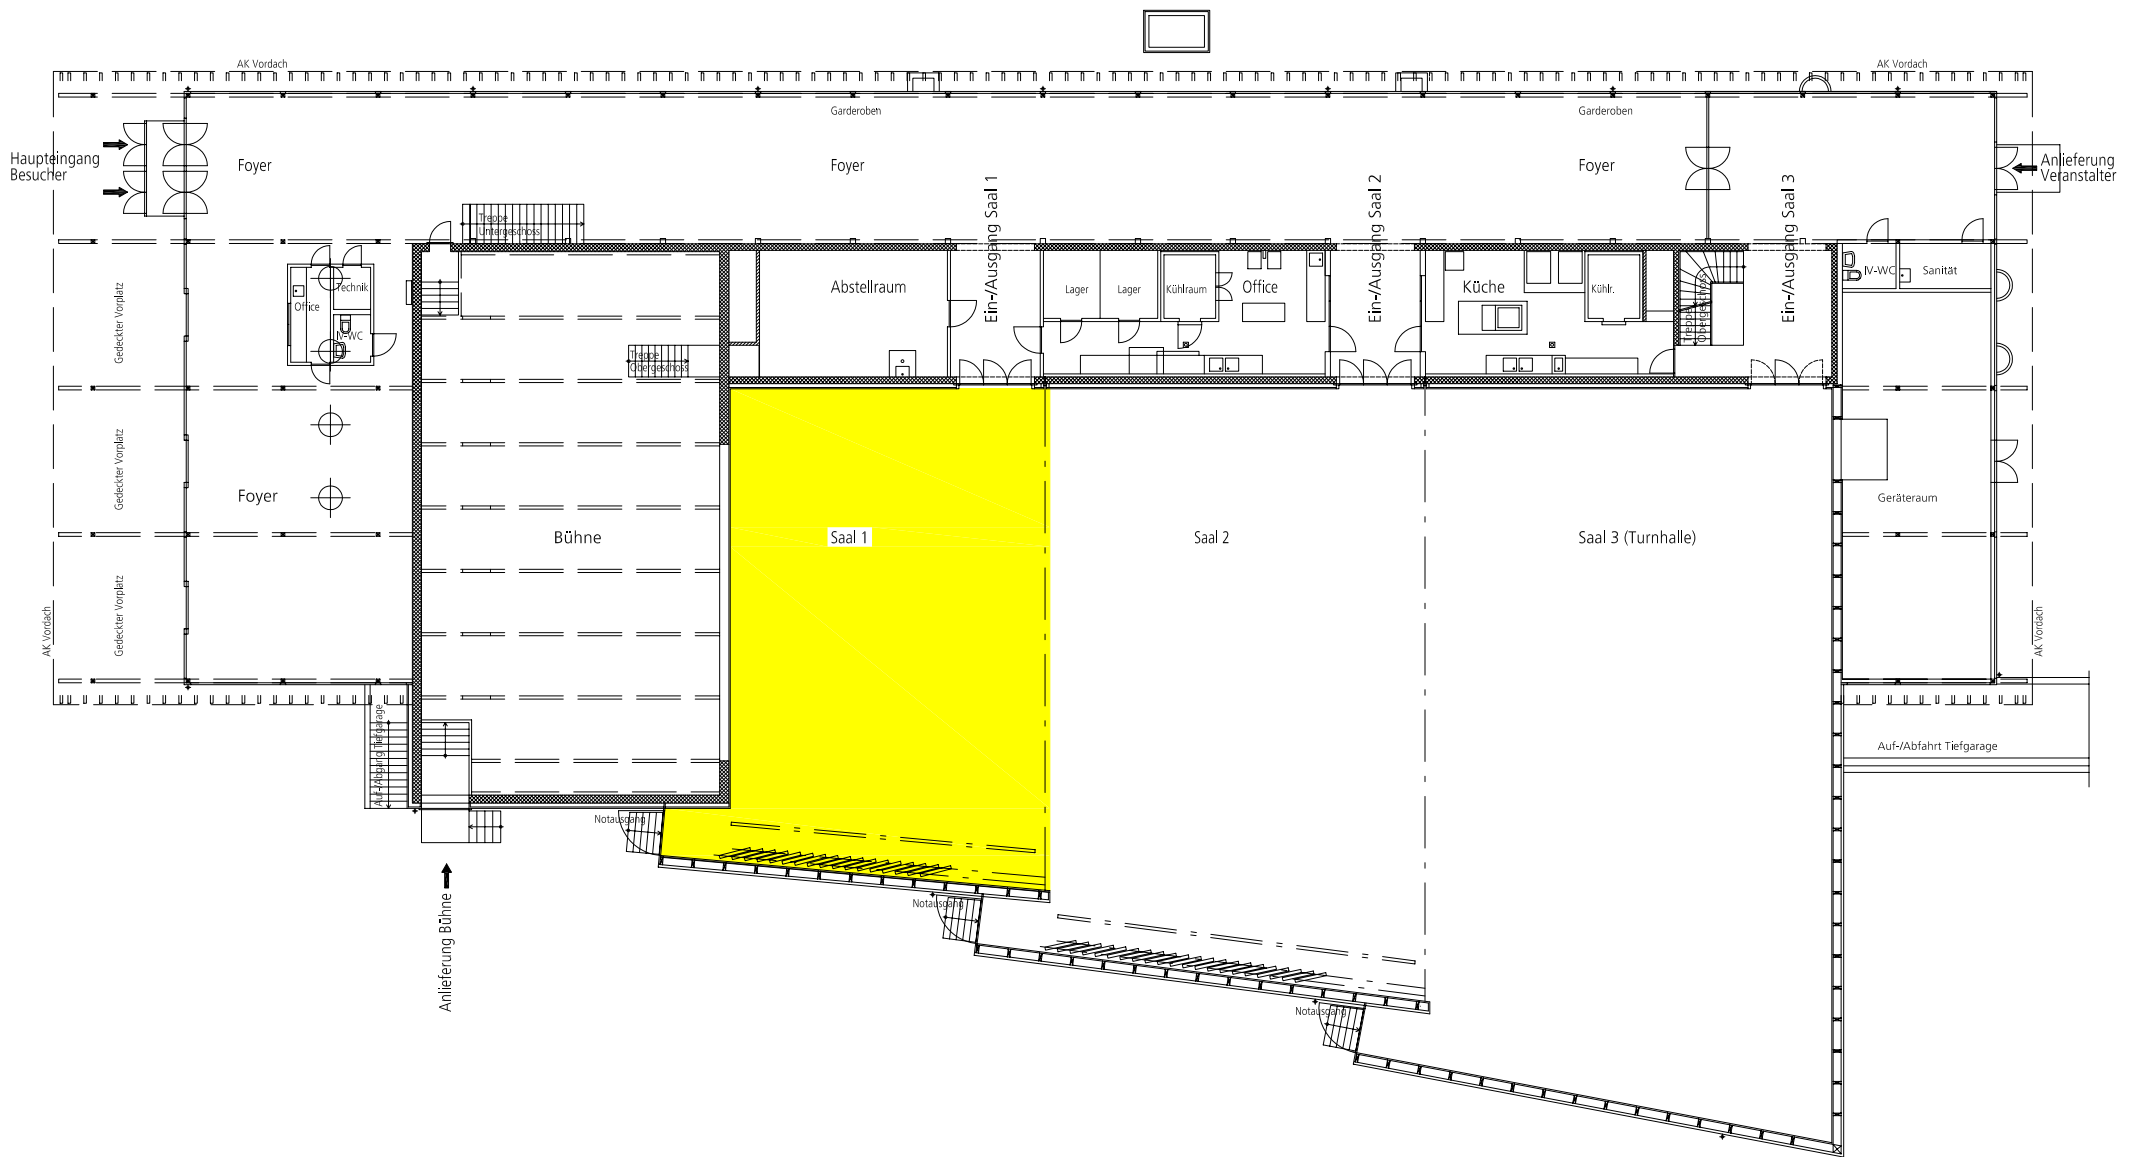 AK Vordach
AK Vordach
Garderoben
Garderoben
Haupteingang
Besucher
Foyer
Foyer
Foyer
Anlieferung
Veranstalter
Ein-/Ausgang Saal 1
Ein-/Ausgang Saal 2
Ein-/Ausgang Saal 3
Treppe
Untergeschoss
Gedeckter Vorplatz
Office
Technik
IV-WC
Abstellraum
Lager
Lager
Kühlraum
Office
Küche
Kühlr.
Treppe
Obergeschoss
IV-WC
Sanität
Treppe
Obergeschoss
Gedeckter Vorplatz
Foyer
Geräteraum
Bühne
Saal 1
Saal 2
Saal 3 (Turnhalle)
AK Vordach
Gedeckter Vorplatz
AK Vordach
Auf-/Abgang Tiefgarage
Auf-/Abfahrt Tiefgarage
Notausgang
Anlieferung Bühne
Notausgang
Notausgang